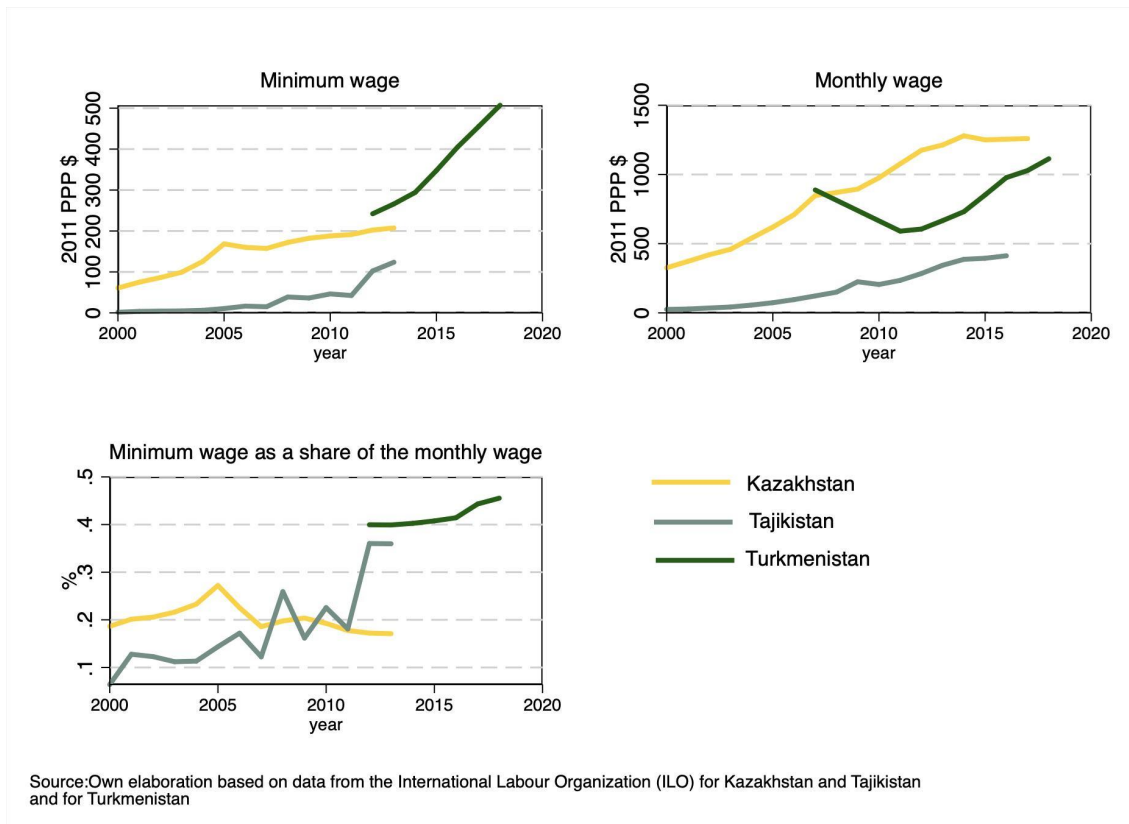 Minimum wage
2011 PPP $
0 100 200 300 400 500
2000 2005 2010 2015 2020
year
Monthly wage
2011 PPP $
0 500 1000 1500
2000 2005 2010 2015 2020
year
Minimum wage as a share of the monthly wage
%
.1 .2 .3 .4 .5
2000 2005 2010 2015 2020
year
Kazakhstan
Tajikistan
Turkmenistan
Source:Own elaboration based on data from the International Labour Organization (ILO) for Kazakhstan and Tajikistan
and for Turkmenistan